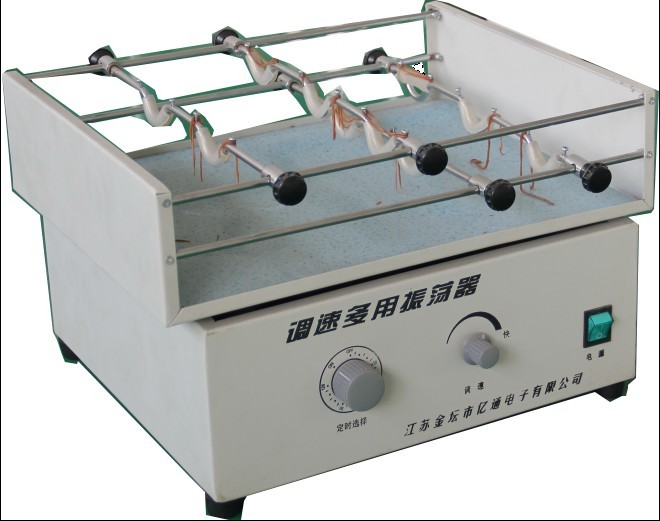 调速多用振荡器
快
电源
调速
定时选择
江苏金坛市亿通电子有限公司